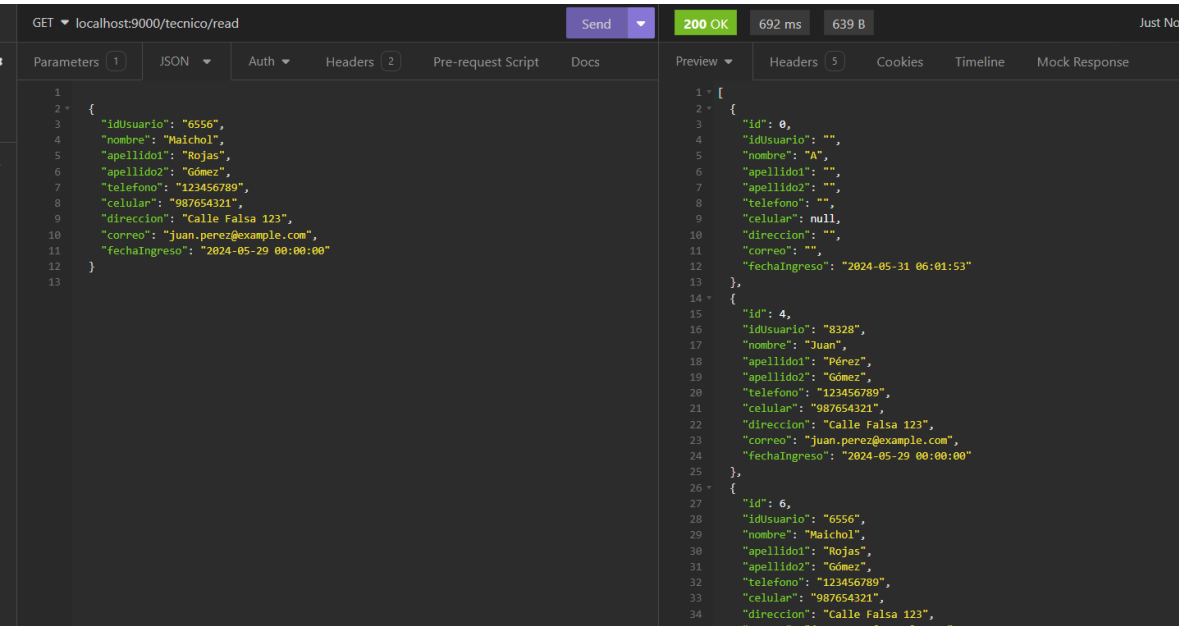 GET localhost:9000/tecnico/read Send
Parameters 1 JSON Auth Headers 2 Pre-request Script Docs
1
2 {
3 "idUsuario": "6556",
4 "nombre": "Maichol",
5 "apellido1": "Rojas",
6 "apellido2": "Gómez",
7 "telefono": "123456789",
8 "celular": "987654321",
9 "direccion": "Calle Falsa 123",
10 "correo": "juan.perez@example.com",
11 "fechaIngreso": "2024-05-29 00:00:00"
12 }
13
200 OK 692 ms 639 B Just No
Preview Headers 5 Cookies Timeline Mock Response
1 [
2 {
3 "id": 0,
4 "idUsuario": "",
5 "nombre": "A",
6 "apellido1": "",
7 "apellido2": "",
8 "telefono": "",
9 "celular": null,
10 "direccion": "",
11 "correo": "",
12 "fechaIngreso": "2024-05-31 06:01:53"
13 },
14 {
15 "id": 4,
16 "idUsuario": "8328",
17 "nombre": "Juan",
18 "apellido1": "Pérez",
19 "apellido2": "Gómez",
20 "telefono": "123456789",
21 "celular": "987654321",
22 "direccion": "Calle Falsa 123",
23 "correo": "juan.perez@example.com",
24 "fechaIngreso": "2024-05-29 00:00:00"
25 },
26 {
27 "id": 6,
28 "idUsuario": "6556",
29 "nombre": "Maichol",
30 "apellido1": "Rojas",
31 "apellido2": "Gómez",
32 "telefono": "123456789",
33 "celular": "987654321",
34 "direccion": "Calle Falsa 123",